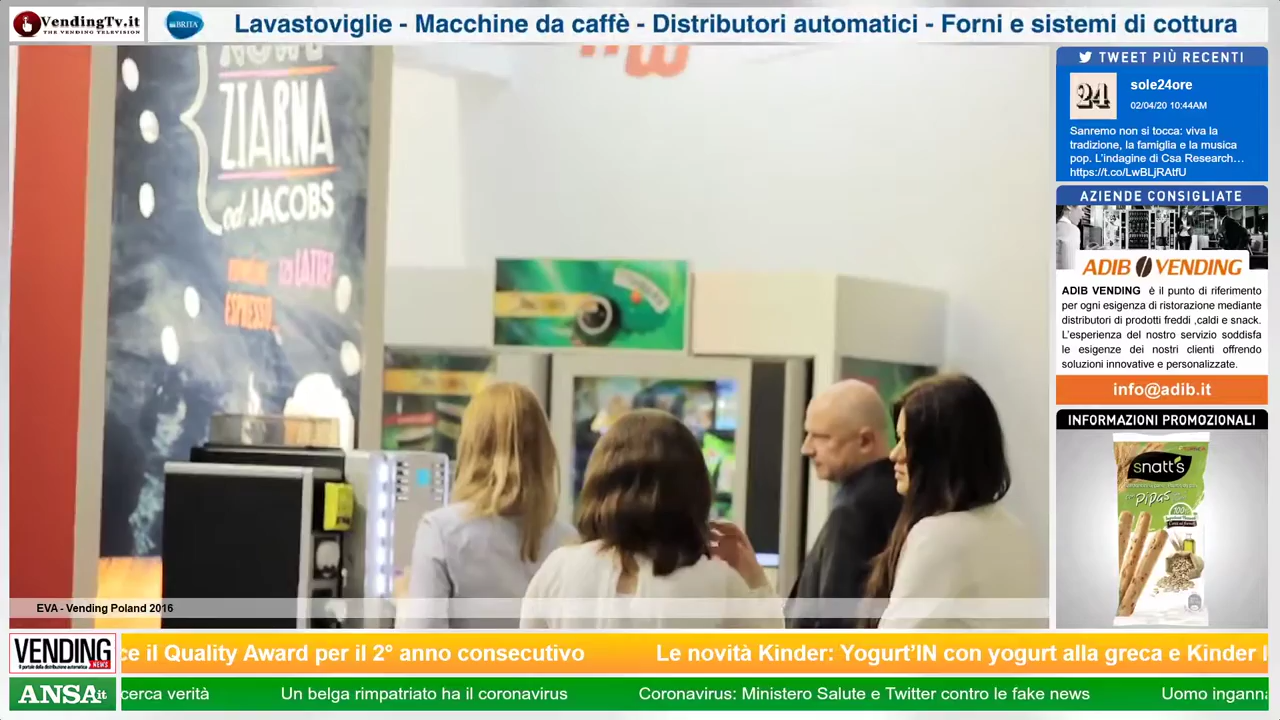 VendingTv.it
THE VENDING TELEVISION
BRITA
Lavastoviglie - Macchine da caffè - Distributori automatici - Forni e sistemi di cottura
ZIARNA
od JACOBS
ESPRESSO
EVA - Vending Poland 2016
TWEET PIÙ RECENTI
24
sole24ore
02/04/20 10:44AM
Sanremo non si tocca: viva la
tradizione, la famiglia e la musica
pop. L'indagine di Csa Research…
https://t.co/LwBLjRAtfU
AZIENDE CONSIGLIATE
ADIB VENDING
ADIB VENDING è il punto di riferimento
per ogni esigenza di ristorazione mediante
distributori di prodotti freddi ,caldi e snack.
L'esperienza del nostro servizio soddisfa
le esigenze dei nostri clienti offrendo
soluzioni innovative e personalizzate.
info@adib.it
INFORMAZIONI PROMOZIONALI
snatt's
Pipas
VENDING
NEWS
ce il Quality Award per il 2° anno consecutivo Le novità Kinder: Yogurt'IN con yogurt alla greca e Kinder
ANSA.it
cerca verità Un belga rimpatriato ha il coronavirus Coronavirus: Ministero Salute e Twitter contro le fake news Uomo ingann